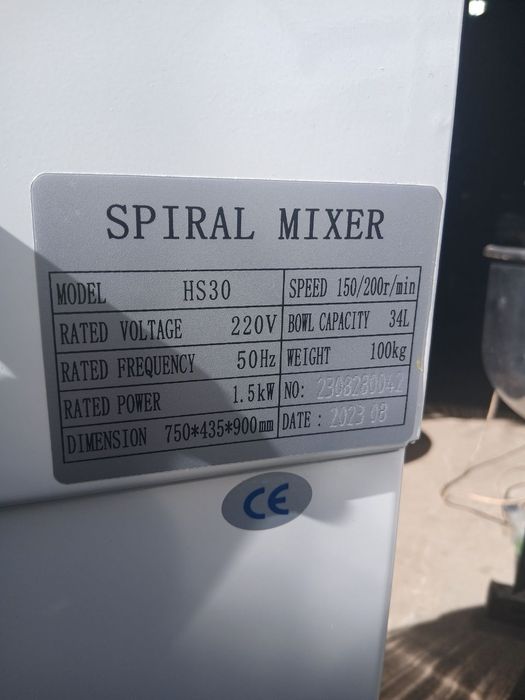 SPIRAL MIXER
MODEL HS30 SPEED 150/200r/min
RATED VOLTAGE 220V BOWL CAPACITY 34L
RATED FREQUENCY 50Hz WEIGHT 100kg
RATED POWER 1.5kW NO: 2308280042
DIMENSION 750*435*900mm DATE: 2023 08
CE